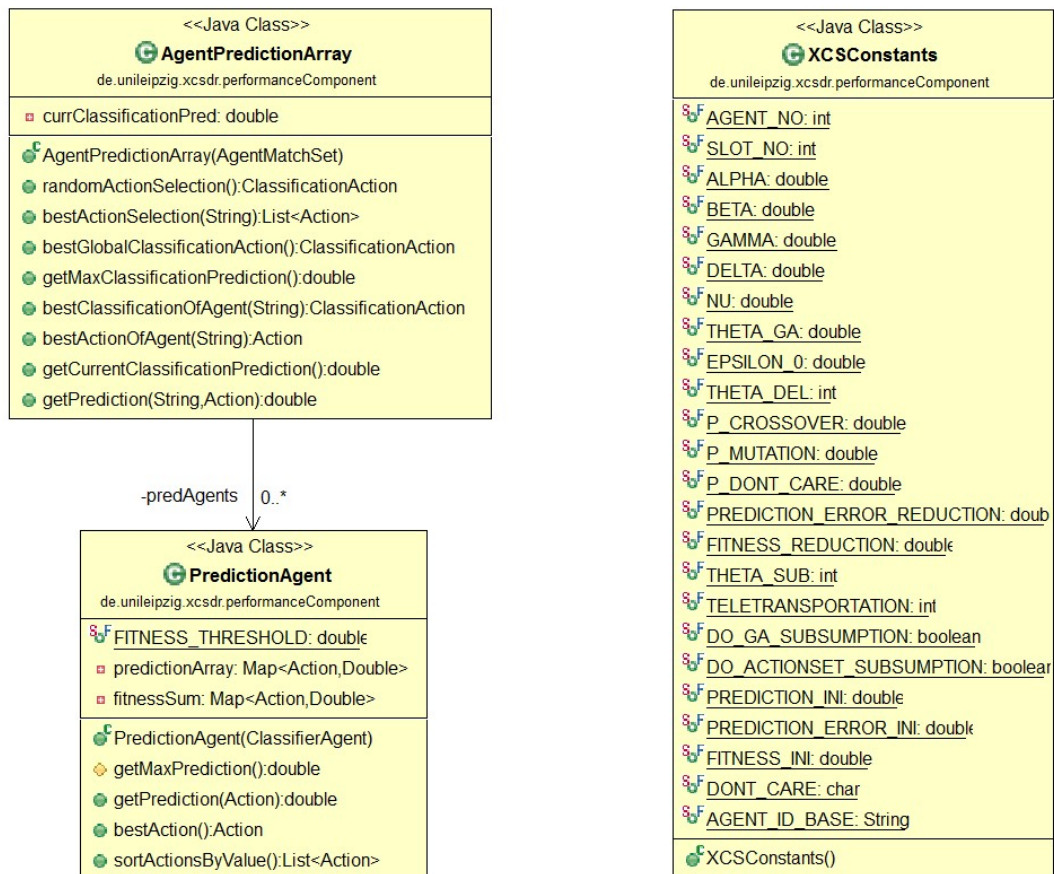 <<Java Class>>
AgentPredictionArray
de.unileipzig.xcsdr.performanceComponent
currClassificationPred: double
AgentPredictionArray(AgentMatchSet)
randomActionSelection():ClassificationAction
bestActionSelection(String):List<Action>
bestGlobalClassificationAction():ClassificationAction
getMaxClassificationPrediction():double
bestClassificationOfAgent(String):ClassificationAction
bestActionOfAgent(String):Action
getCurrentClassificationPrediction():double
getPrediction(String,Action):double
-predAgents 0..*
<<Java Class>>
PredictionAgent
de.unileipzig.xcsdr.performanceComponent
FITNESS_THRESHOLD: double
predictionArray: Map<Action,Double>
fitnessSum: Map<Action,Double>
PredictionAgent(ClassifierAgent)
getMaxPrediction():double
getPrediction(Action):double
bestAction():Action
sortActionsByValue():List<Action>
<<Java Class>>
XCSConstants
de.unileipzig.xcsdr.performanceComponent
AGENT_NO: int
SLOT_NO: int
ALPHA: double
BETA: double
GAMMA: double
DELTA: double
NU: double
THETA_GA: double
EPSILON_0: double
THETA_DEL: int
P_CROSSOVER: double
P_MUTATION: double
P_DONT_CARE: double
PREDICTION_ERROR_REDUCTION: doub
FITNESS_REDUCTION: double
THETA_SUB: int
TELETRANSPORTATION: int
DO_GA_SUBSUMPTION: boolean
DO_ACTIONSET_SUBSUMPTION: boolean
PREDICTION_INI: double
PREDICTION_ERROR_INI: double
FITNESS_INI: double
DONT_CARE: char
AGENT_ID_BASE: String
XCSConstants()